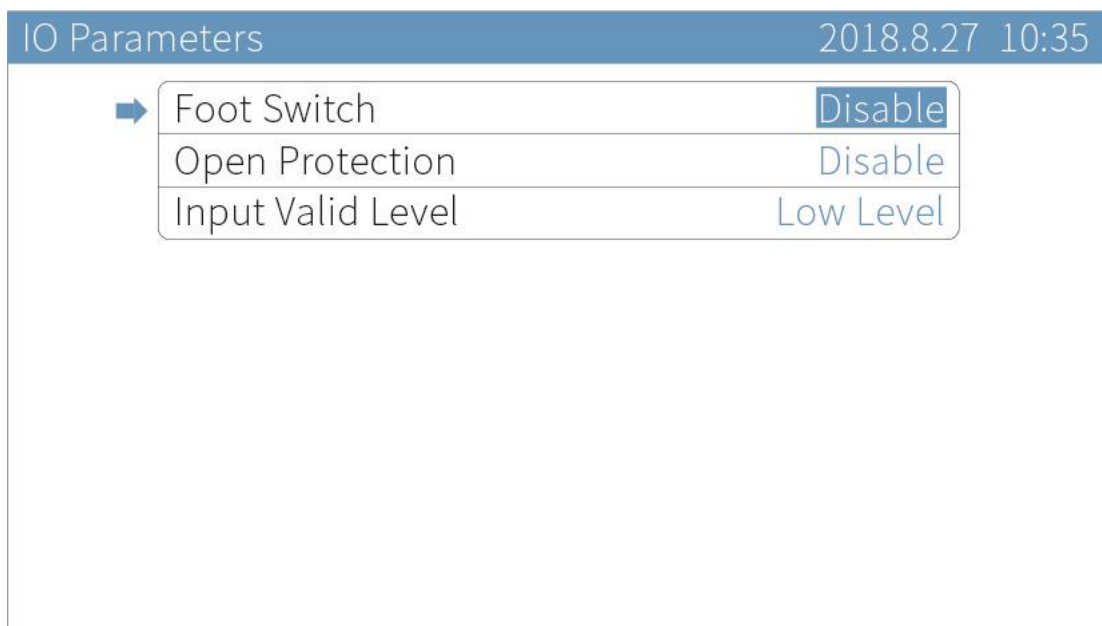 IO Parameters 2018.8.27 10:35
Foot Switch Disable
Open Protection Disable
Input Valid Level Low Level